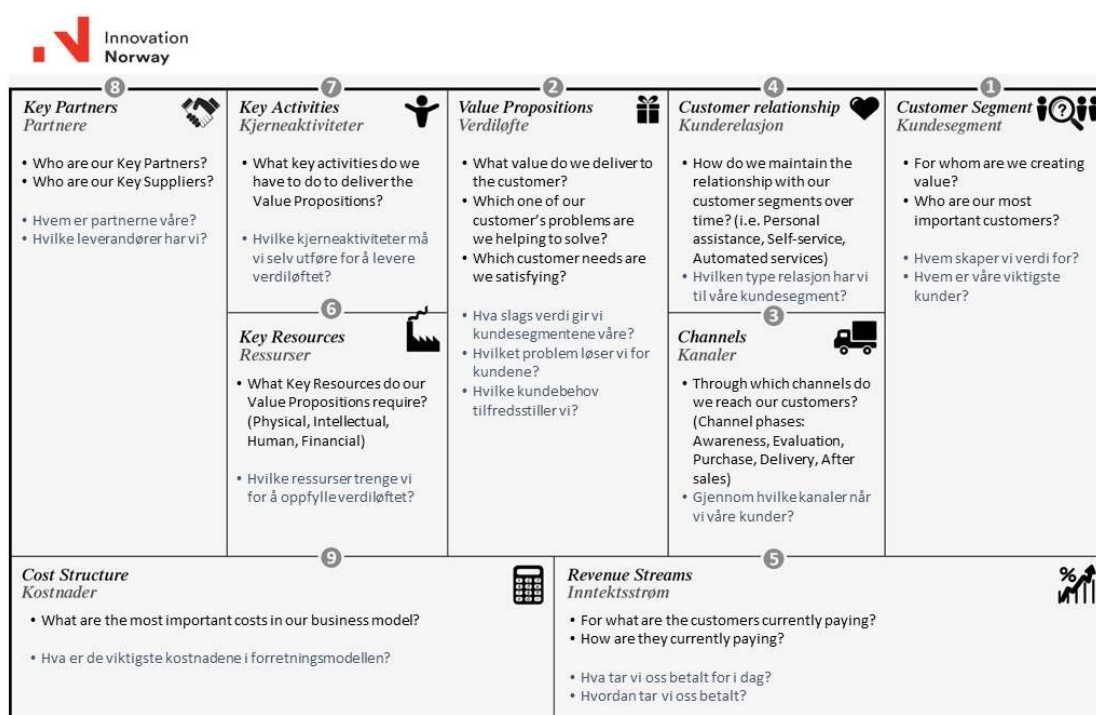 Innovation
Norway
8
Key Partners
Partnere
• Who are our Key Partners?
• Who are our Key Suppliers?
• Hvem er partnerne våre?
• Hvilke leverandører har vi?
7
Key Activities
Kjerneaktiviteter
• What key activities do we
have to do to deliver the
Value Propositions?
• Hvilke kjerneaktiviteter må
vi selv utføre for å levere
verdiløftet?
6
Key Resources
Ressurser
• What Key Resources do our
Value Propositions require?
(Physical, Intellectual,
Human, Financial)
• Hvilke ressurser trenge vi
for å oppfylle verdiløftet?
2
Value Propositions
Verdiløfte
• What value do we deliver to
the customer?
• Which one of our
customer's problems are
we helping to solve?
• Which customer needs are
we satisfying?
• Hva slags verdi gir vi
kundesegmentene våre?
• Hvilket problem løser vi for
kundene?
• Hvilke kundebehov
tilfredsstiller vi?
4
Customer relationship
Kunderelasjon
• How do we maintain the
relationship with our
customer segments over
time? (i.e. Personal
assistance, Self-service,
Automated services)
• Hvilken type relasjon har vi
til våre kundesegment?
3
Channels
Kanaler
• Through which channels do
we reach our customers?
(Channel phases:
Awareness, Evaluation,
Purchase, Delivery, After
sales)
• Gjennom hvilke kanaler når
vi våre kunder?
1
Customer Segment
Kundesegment
• For whom are we creating
value?
• Who are our most
important customers?
• Hvem skaper vi verdi for?
• Hvem er våre viktigste
kunder?
9
Cost Structure
Kostnader
• What are the most important costs in our business model?
• Hva er de viktigste kostnadene i forretningsmodellen?
5
Revenue Streams
Inntektsstrøm
• For what are the customers currently paying?
• How are they currently paying?
• Hva tar vi oss betalt for i dag?
• Hvordan tar vi oss betalt?